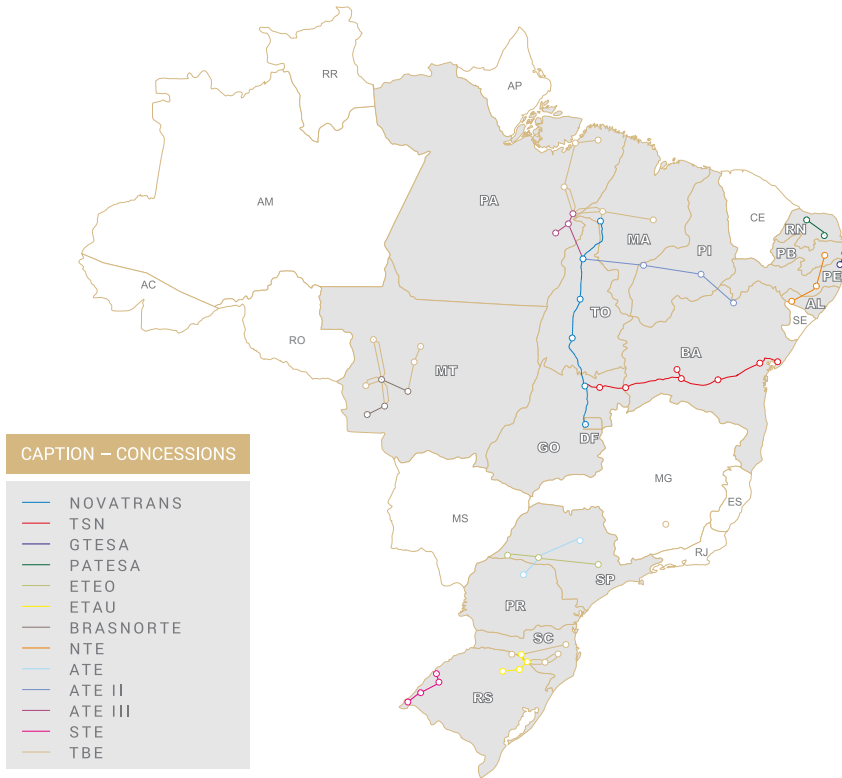 RR
AP
AM
PA
MA
CE
RN
PB
PI
PE
AL
SE
AC
RO
TO
BA
MT
GO
DF
MG
ES
MS
RJ
SP
PR
SC
RS
CAPTION – CONCESSIONS
NOVATRANS
TSN
GTESA
PATESA
ETEO
ETAU
BRASNORTE
NTE
ATE
ATE II
ATE III
STE
TBE